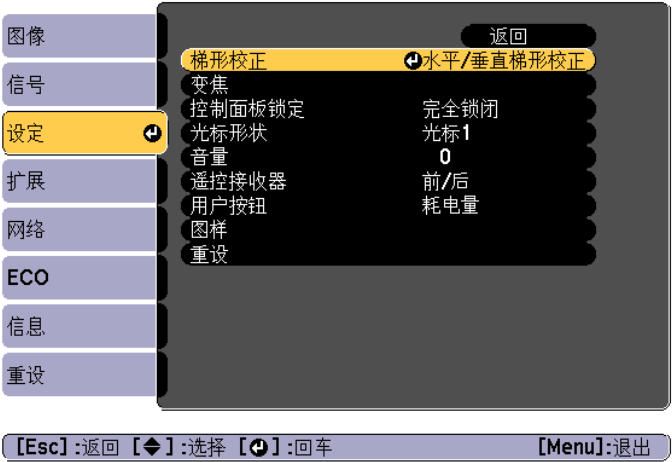 图像
信号
设定
扩展
网络
ECO
信息
重设
返回
梯形校正 水平/垂直梯形校正
变焦
控制面板锁定 完全锁闭
光标形状 光标1
音量 0
遥控接收器 前/后
用户按钮 耗电量
图样
重设
[Esc]:返回 [◆]:选择 [⏎]:回车 [Menu]:退出